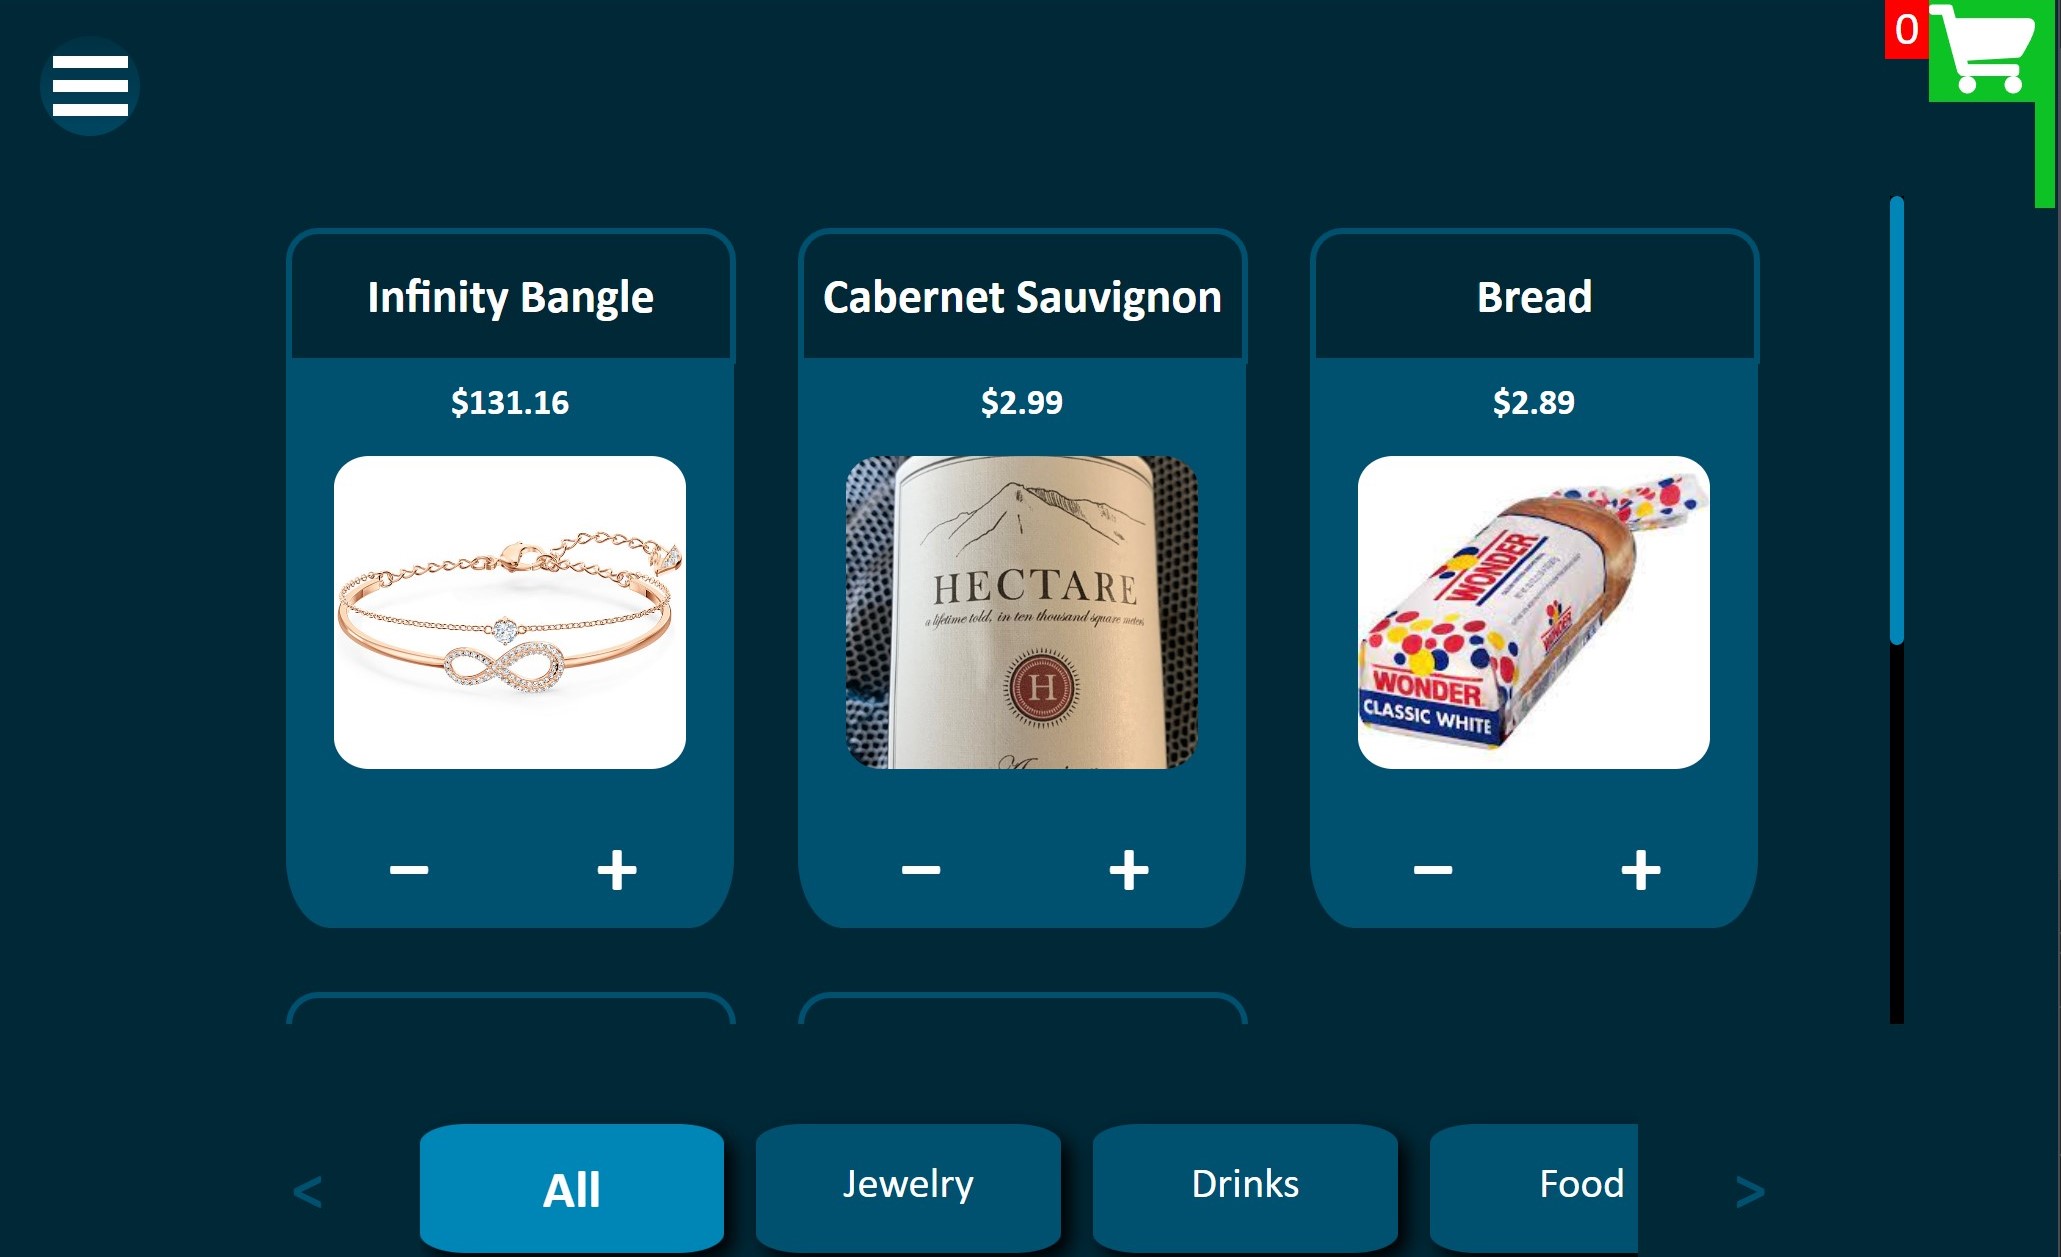 0
Infinity Bangle
$131.16
Cabernet Sauvignon
$2.99
HECTARE
a lifetime told, in ten thousand square meters
H
Bread
$2.89
WONDER
WONDER
WONDER
CLASSIC WHITE
− +
− +
− +
< All Jewelry Drinks Food >